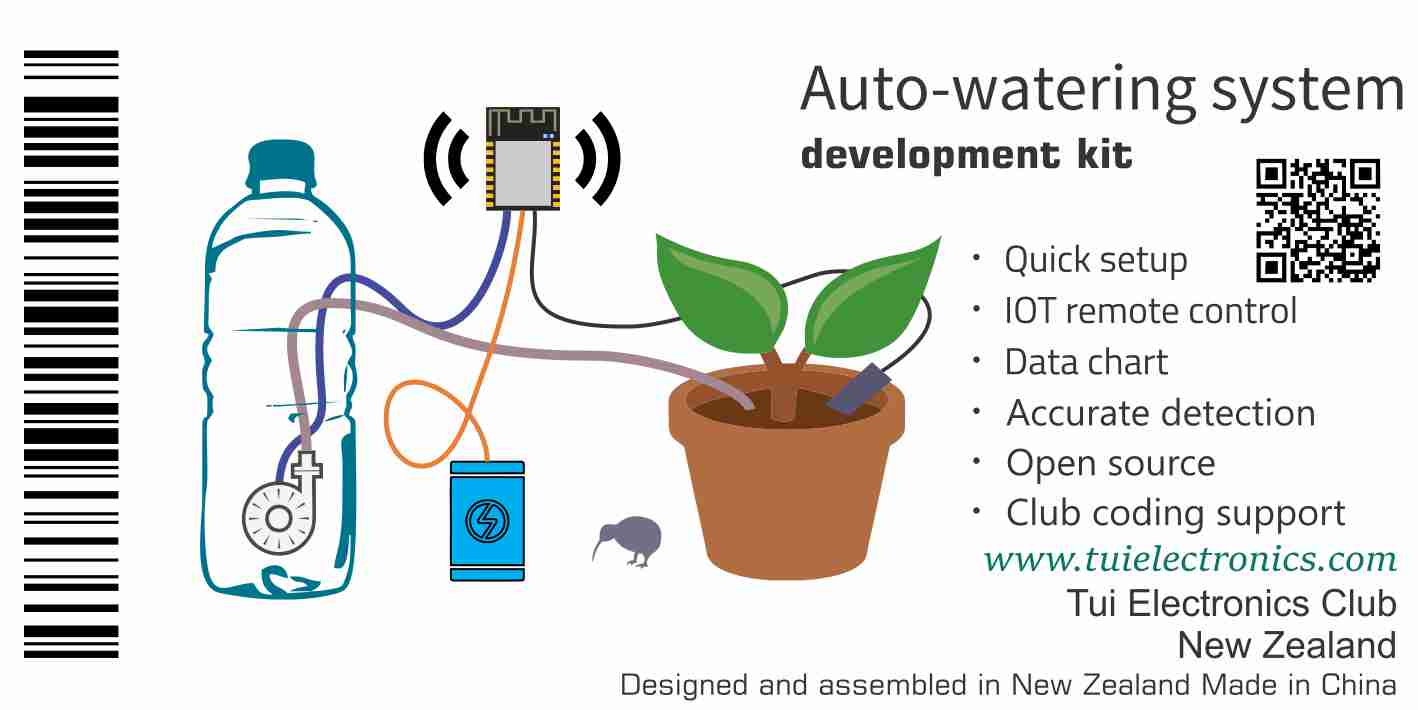 Auto-watering system
development kit
· Quick setup
· IOT remote control
· Data chart
· Accurate detection
· Open source
· Club coding support
www.tuielectronics.com
Tui Electronics Club
New Zealand
Designed and assembled in New Zealand Made in China